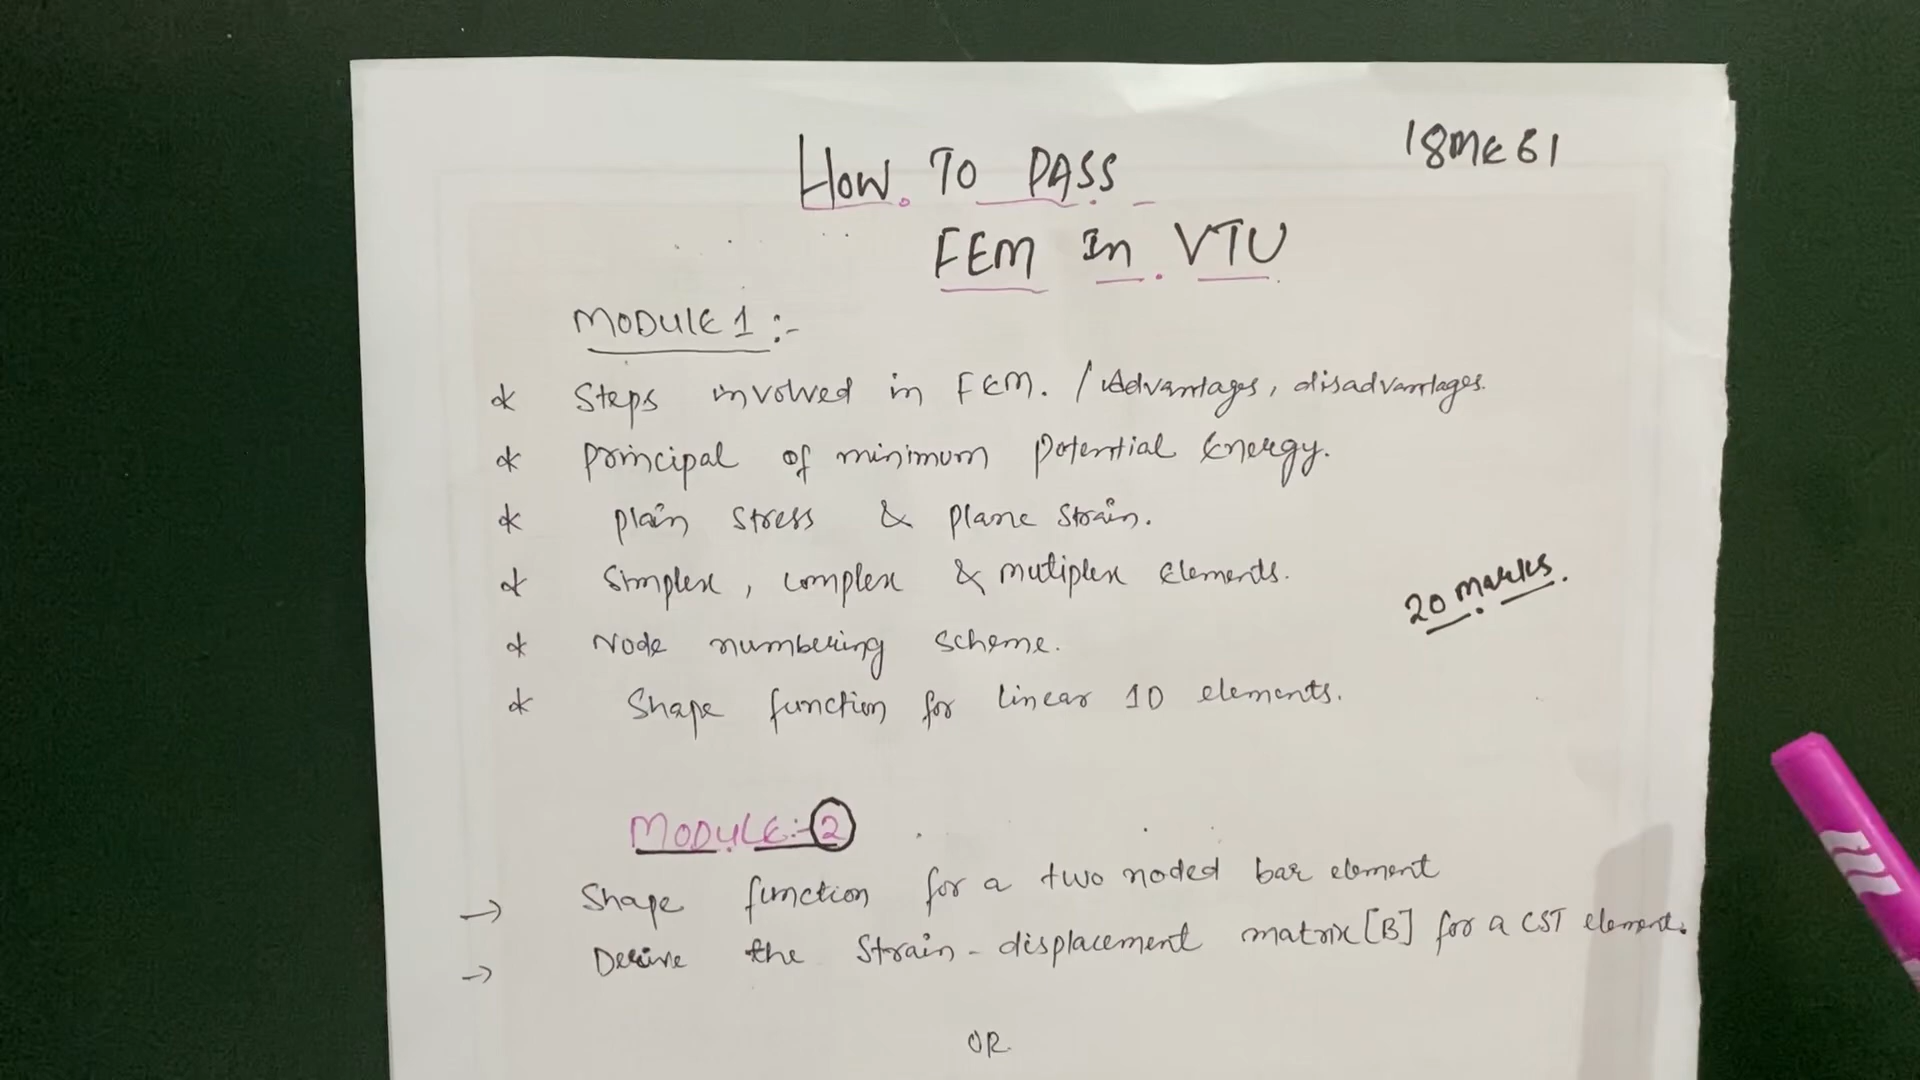 18ME61
HOW TO PASS
FEM In VTU
MODULE 1 :-
* Steps involved in FEM. / Advantages, disadvantages.
* Principal of minimum Potential Energy.
* plain stress & plane strain.
* Simplex, complex & mutiplex elements.
20 marks.
* Node numbering scheme.
* Shape function for linear 1D elements.
MODULE:-2
→ Shape function for a two noded bar element
→ Derive the strain-displacement matrix [B] for a CST element.
OR